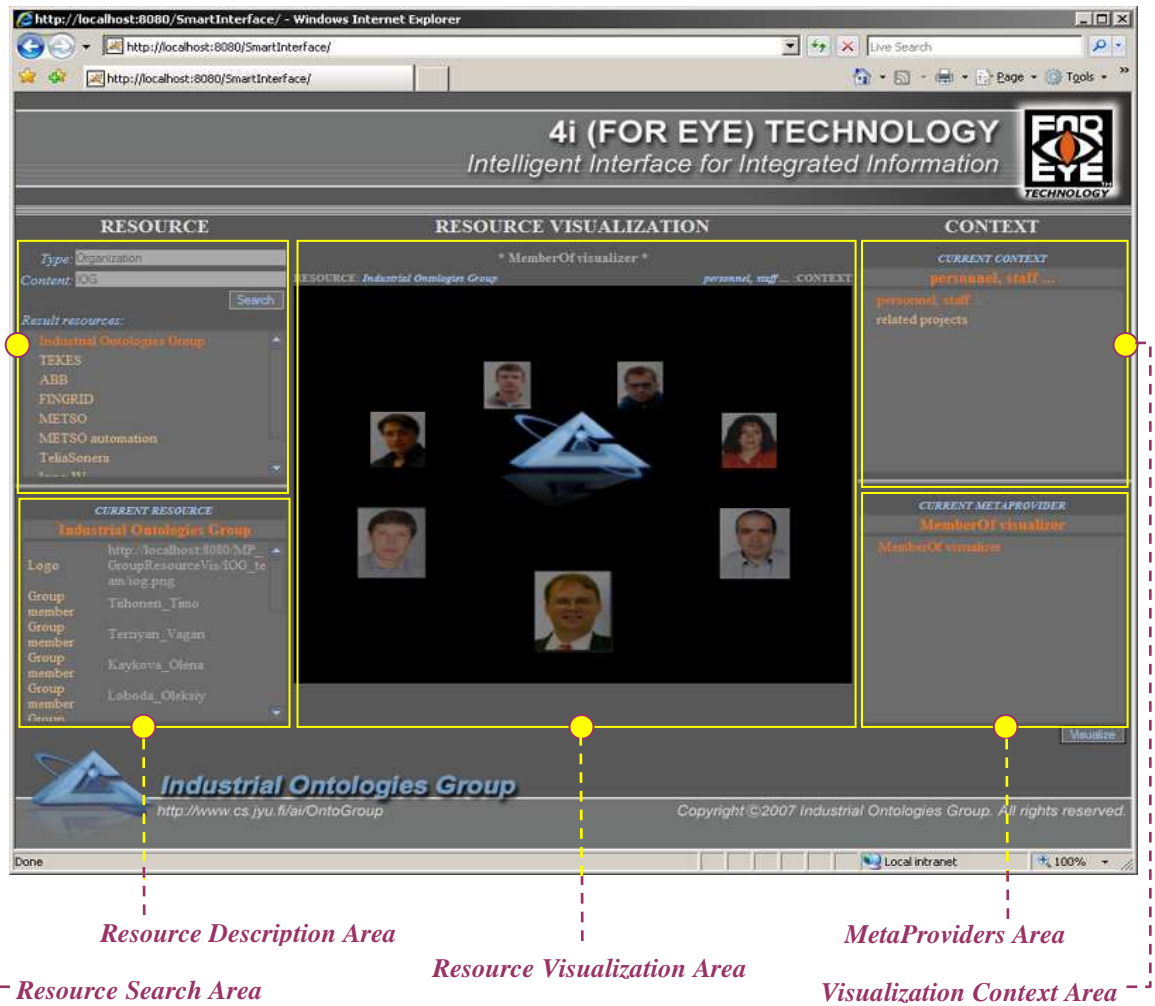 http://localhost:8080/SmartInterface/ - Windows Internet Explorer
http://localhost:8080/SmartInterface/
Live Search
http://localhost:8080/SmartInterface/
Page
Tools
4i (FOR EYE) TECHNOLOGY
Intelligent Interface for Integrated Information
FOR
EYE
TM
TECHNOLOGY
RESOURCE
Type: Organization
Content: IOG
Search
Result resources:
Industrial Ontologies Group
TEKES
ABB
FINGRID
METSO
METSO automation
TeliaSonera
CURRENT RESOURCE
Industrial Ontologies Group
Logo http://localhost:8080/MP_GroupResourceVis/IOG_team/iog.png
Group member Tiihonen_Timo
Group member Terziyan_Vagan
Group member Kaykova_Olena
Group member Loboda_Oleksiy
Group
RESOURCE VISUALIZATION
* MemberOf visualizer *
RESOURCE: Industrial Ontologies Group
personnel, staff ... :CONTEXT
CONTEXT
CURRENT CONTEXT
personnel, staff ...
personnel, staff ...
related projects
CURRENT METAPROVIDER
MemberOf visualizer
MemberOf visualizer
Visualize
Industrial Ontologies Group
http://www.cs.jyu.fi/ai/OntoGroup
Copyright ©2007 Industrial Ontologies Group. All rights reserved.
Done
Local intranet
100%
Resource Description Area
MetaProviders Area
Resource Visualization Area
Resource Search Area
Visualization Context Area